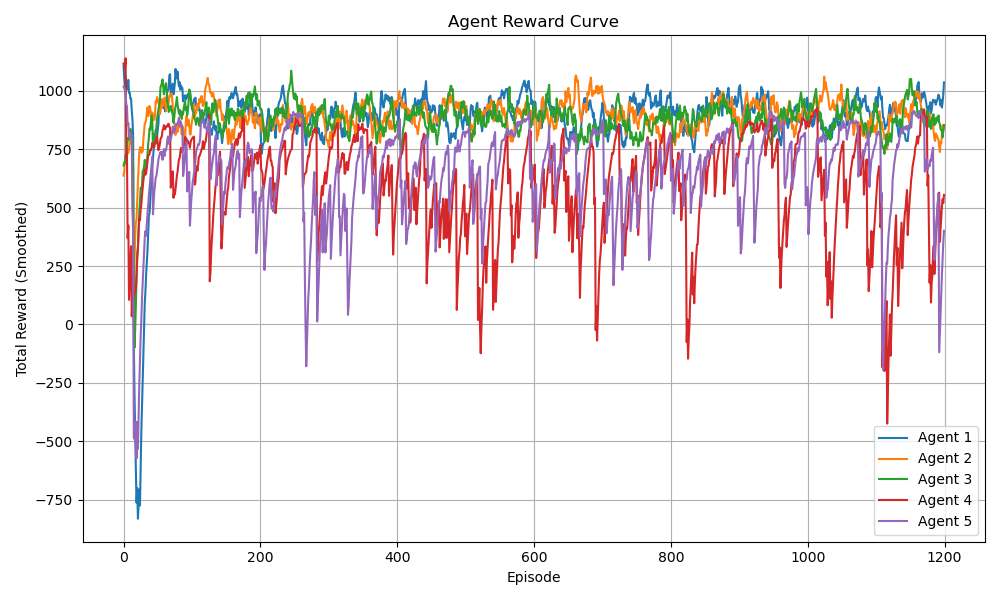 Agent Reward Curve
Total Reward (Smoothed)
1000
750
500
250
0
−250
−500
−750
0
200
400
600
800
1000
1200
Episode
Agent 1
Agent 2
Agent 3
Agent 4
Agent 5